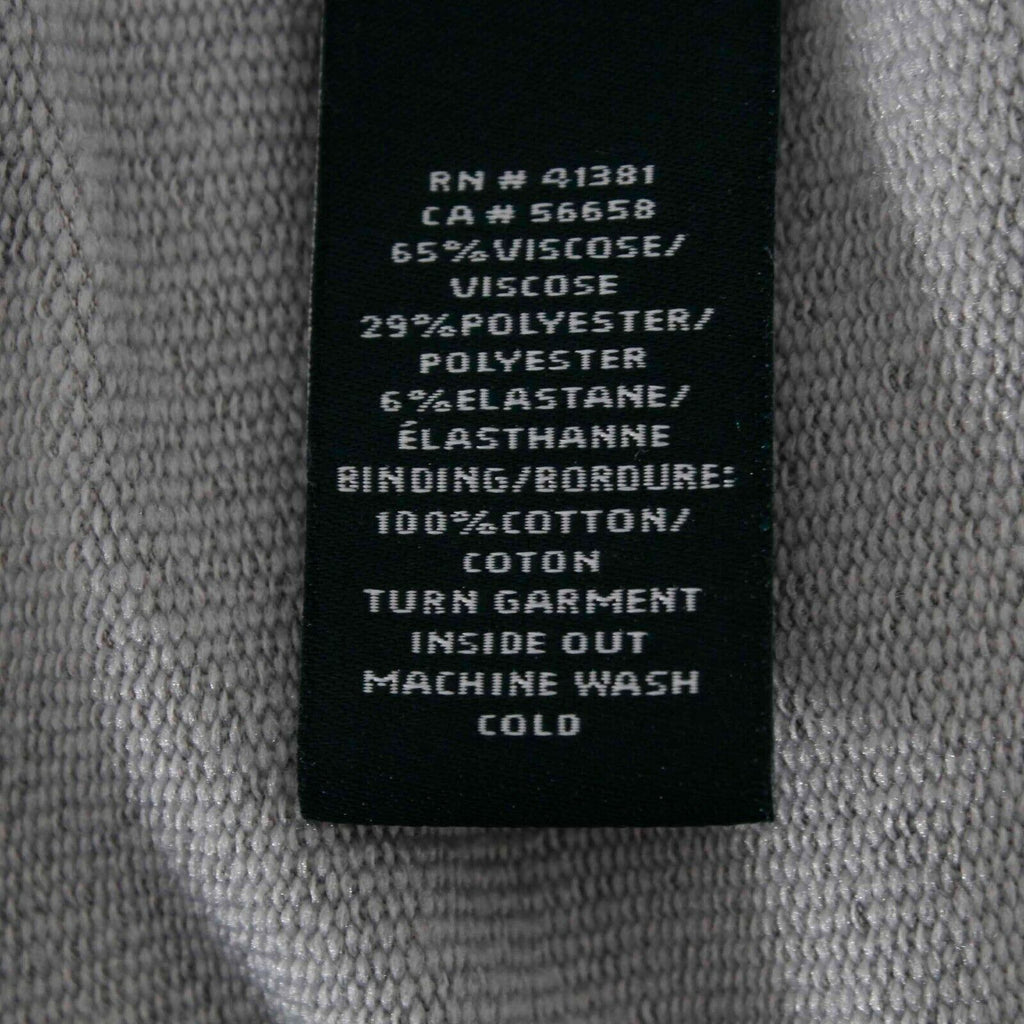 RN # 41381
CA # 56658
65%VISCOSE/
VISCOSE
29%POLYESTER/
POLYESTER
6%ELASTANE/
ÉLASTHANNE
BINDING/BORDURE:
100%COTTON/
COTON
TURN GARMENT
INSIDE OUT
MACHINE WASH
COLD